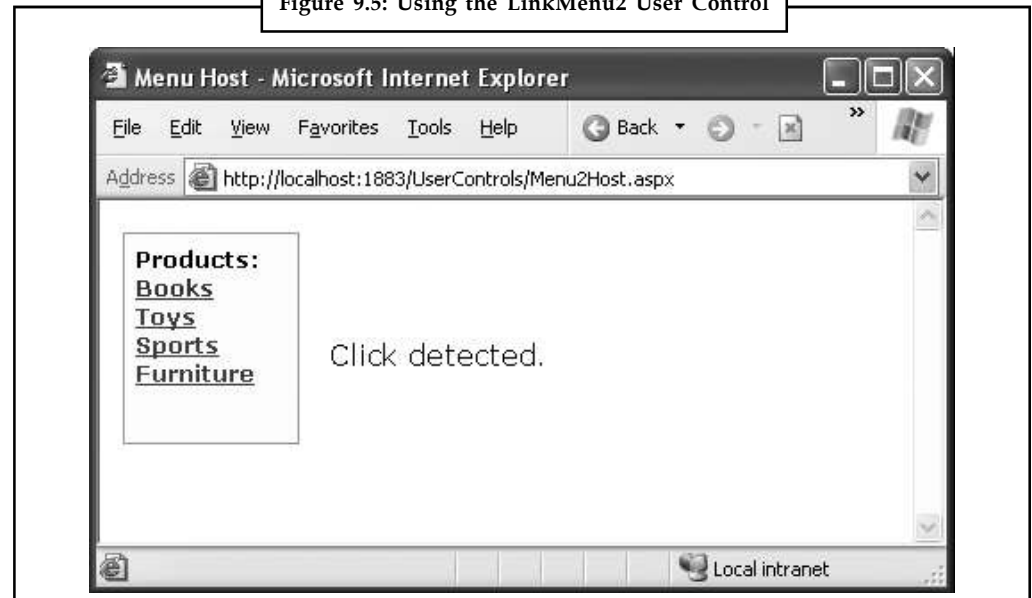 Figure 9.5: Using the LinkMenu2 User Control
Menu Host - Microsoft Internet Explorer
File Edit View Favorites Tools Help Back »
Address http://localhost:1883/UserControls/Menu2Host.aspx
Products:
Books
Toys
Sports
Furniture
Click detected.
Local intranet